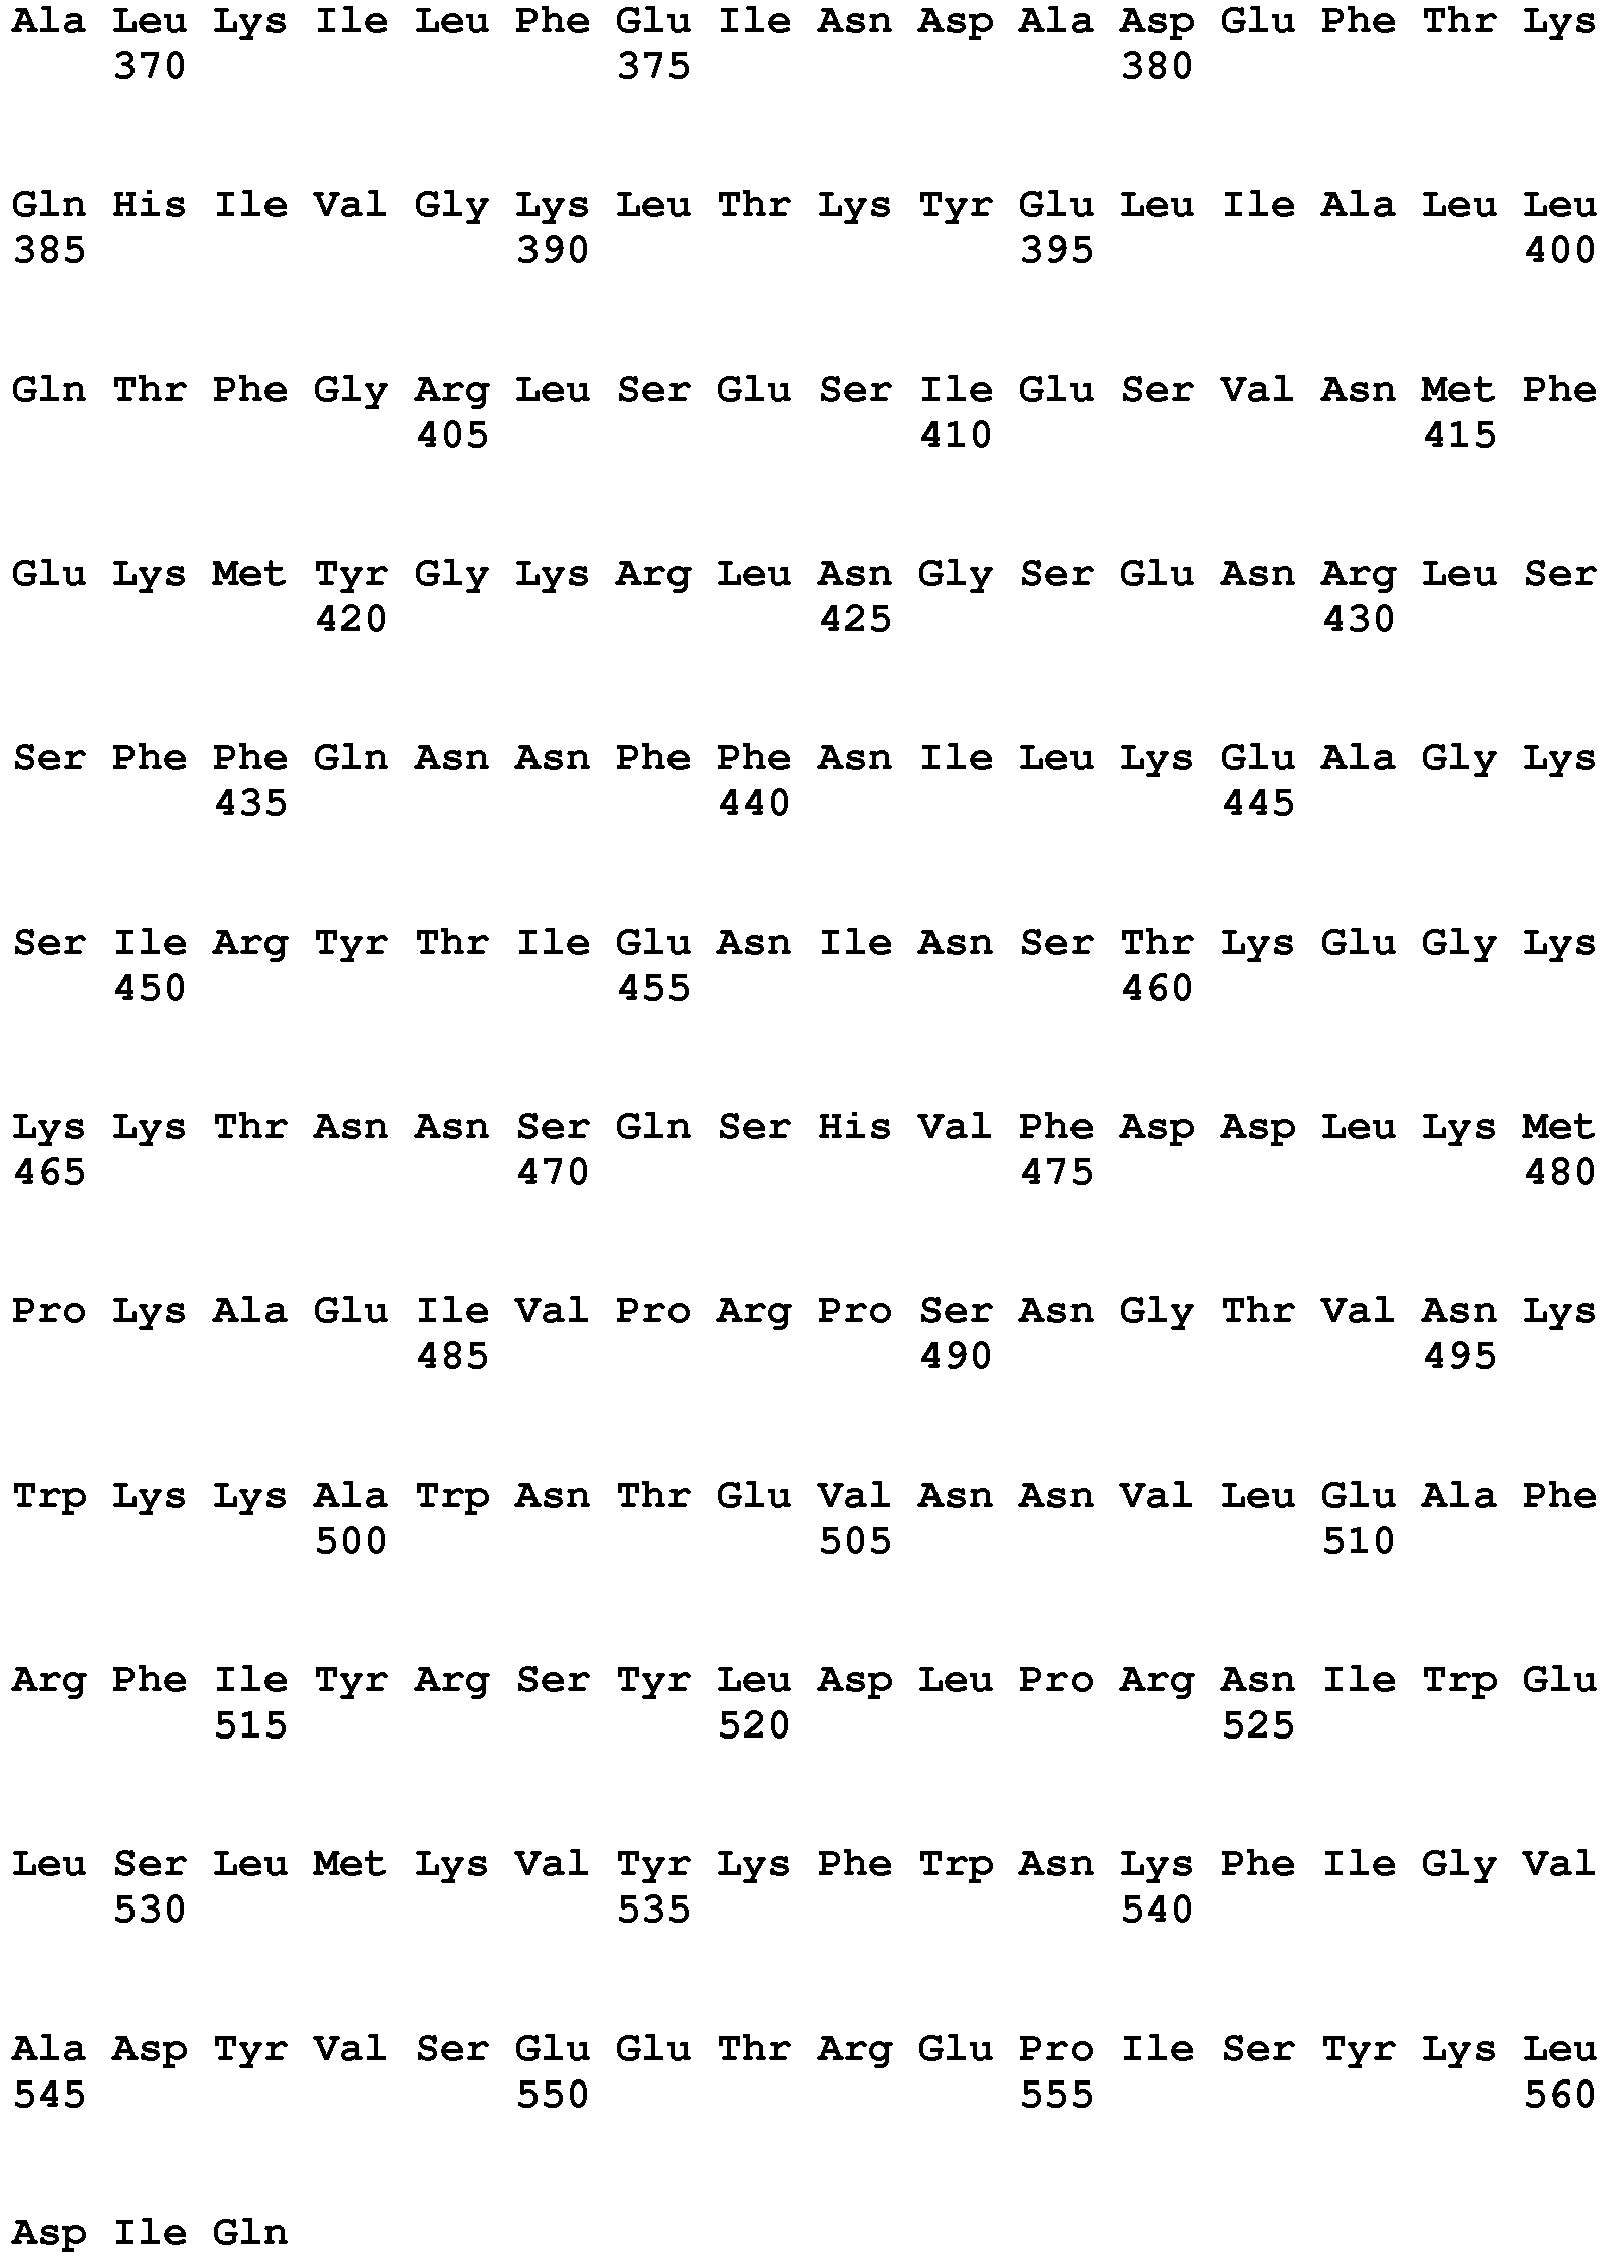 Ala Leu Lys Ile Leu Phe Glu Ile Asn Asp Ala Asp Glu Phe Thr Lys
370 375 380
Gln His Ile Val Gly Lys Leu Thr Lys Tyr Glu Leu Ile Ala Leu Leu
385 390 395 400
Gln Thr Phe Gly Arg Leu Ser Glu Ser Ile Glu Ser Val Asn Met Phe
405 410 415
Glu Lys Met Tyr Gly Lys Arg Leu Asn Gly Ser Glu Asn Arg Leu Ser
420 425 430
Ser Phe Phe Gln Asn Asn Phe Phe Asn Ile Leu Lys Glu Ala Gly Lys
435 440 445
Ser Ile Arg Tyr Thr Ile Glu Asn Ile Asn Ser Thr Lys Glu Gly Lys
450 455 460
Lys Lys Thr Asn Asn Ser Gln Ser His Val Phe Asp Asp Leu Lys Met
465 470 475 480
Pro Lys Ala Glu Ile Val Pro Arg Pro Ser Asn Gly Thr Val Asn Lys
485 490 495
Trp Lys Lys Ala Trp Asn Thr Glu Val Asn Asn Val Leu Glu Ala Phe
500 505 510
Arg Phe Ile Tyr Arg Ser Tyr Leu Asp Leu Pro Arg Asn Ile Trp Glu
515 520 525
Leu Ser Leu Met Lys Val Tyr Lys Phe Trp Asn Lys Phe Ile Gly Val
530 535 540
Ala Asp Tyr Val Ser Glu Glu Thr Arg Glu Pro Ile Ser Tyr Lys Leu
545 550 555 560
Asp Ile Gln